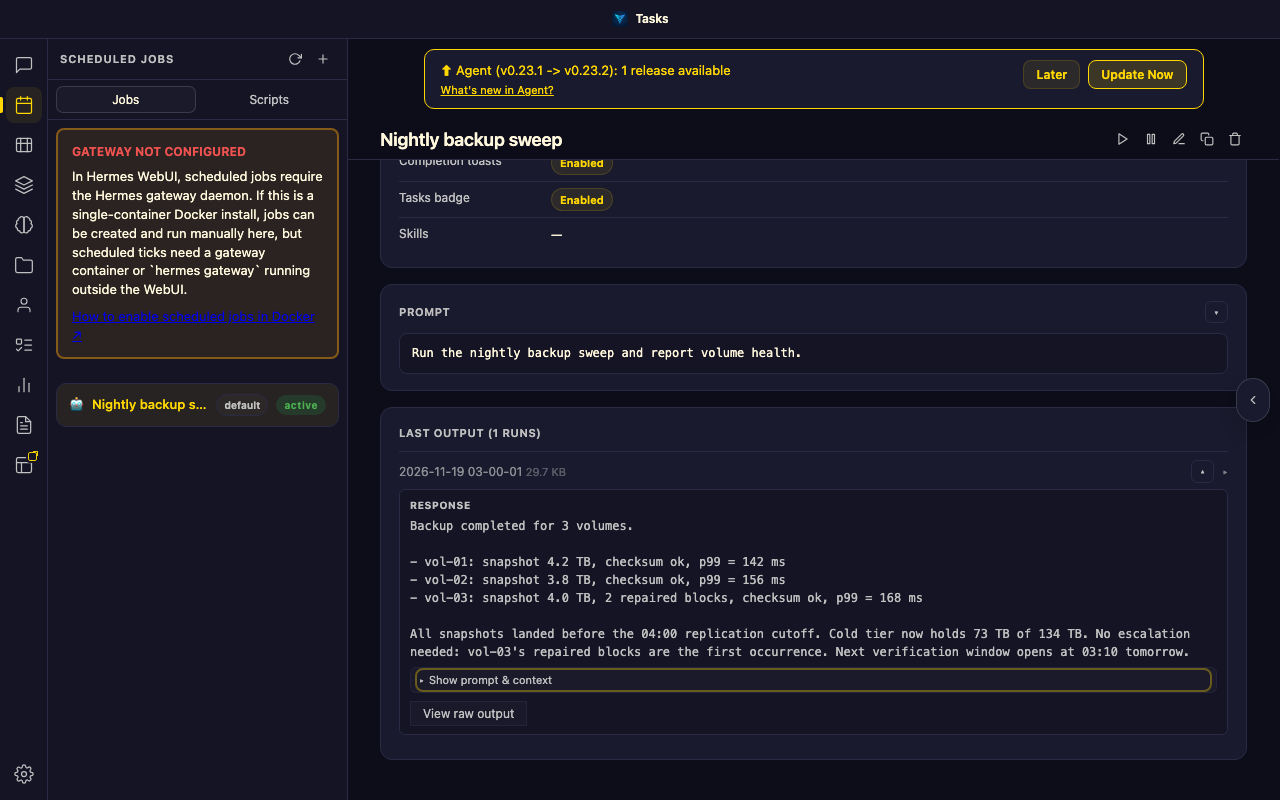 Tasks
SCHEDULED JOBS
Jobs
Scripts
GATEWAY NOT CONFIGURED
In Hermes WebUI, scheduled jobs require
the Hermes gateway daemon. If this is a
single-container Docker install, jobs can
be created and run manually here, but
scheduled ticks need a gateway
container or `hermes gateway` running
outside the WebUI.
How to enable scheduled jobs in Docker
↗
Nightly backup s...
default
active
⬆ Agent (v0.23.1 -> v0.23.2): 1 release available
What's new in Agent?
Later
Update Now
Nightly backup sweep
Completion toasts
Enabled
Tasks badge
Enabled
Skills
—
PROMPT
Run the nightly backup sweep and report volume health.
LAST OUTPUT (1 RUNS)
2026-11-19 03-00-01 29.7 KB
RESPONSE
Backup completed for 3 volumes.
- vol-01: snapshot 4.2 TB, checksum ok, p99 = 142 ms
- vol-02: snapshot 3.8 TB, checksum ok, p99 = 156 ms
- vol-03: snapshot 4.0 TB, 2 repaired blocks, checksum ok, p99 = 168 ms
All snapshots landed before the 04:00 replication cutoff. Cold tier now holds 73 TB of 134 TB. No escalation
needed: vol-03's repaired blocks are the first occurrence. Next verification window opens at 03:10 tomorrow.
Show prompt & context
View raw output